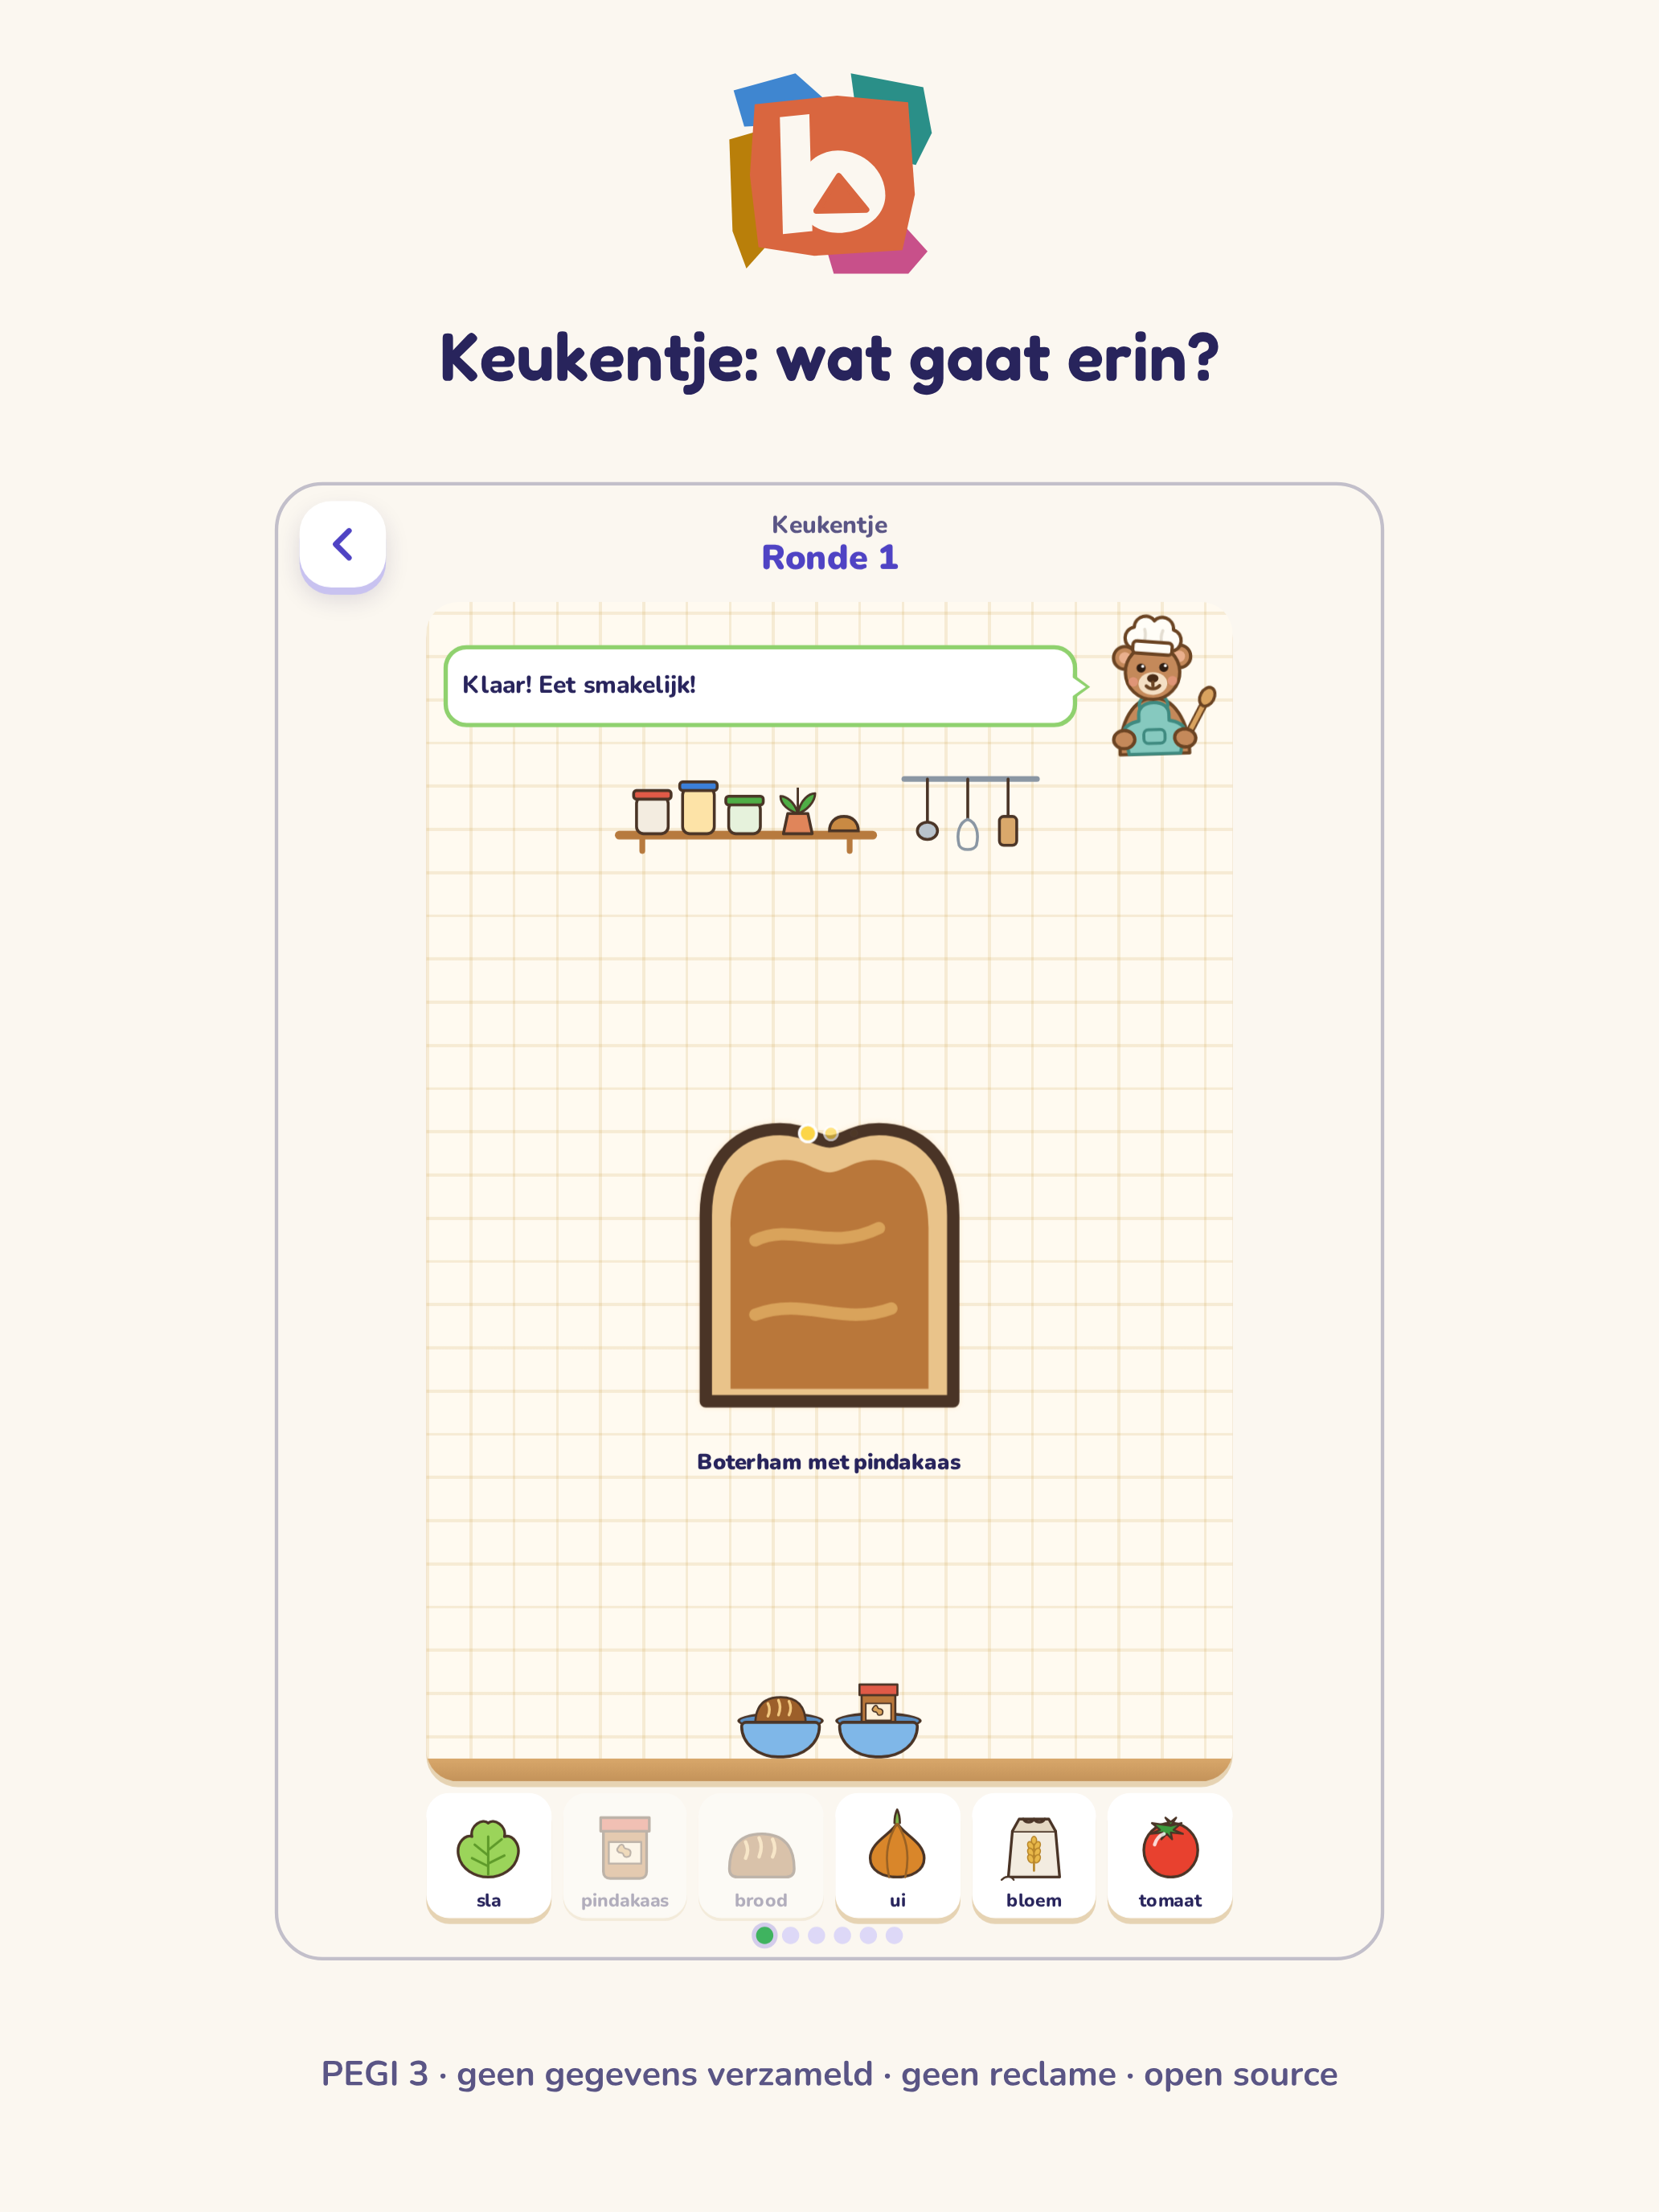 b
Keukentje: wat gaat erin?
Keukentje
Ronde 1
Klaar! Eet smakelijk!
Boterham met pindakaas
sla
pindakaas
brood
ui
bloem
tomaat
PEGI 3 · geen gegevens verzameld · geen reclame · open source